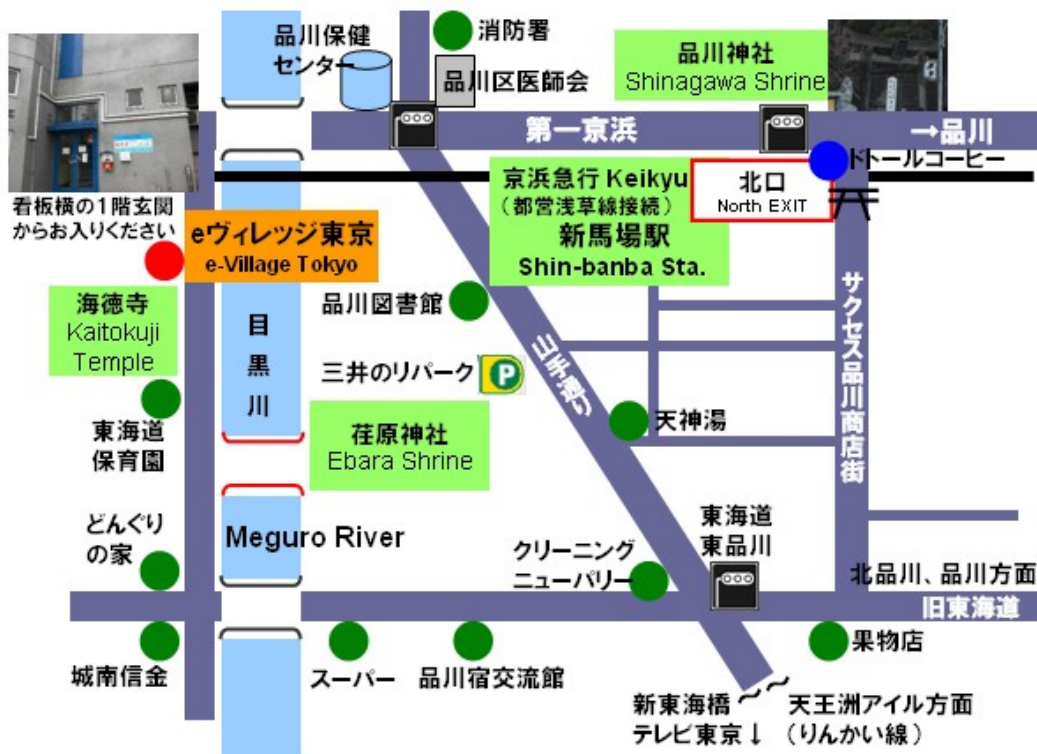 品川保健
センター
消防署
品川区医師会
品川神社
Shinagawa Shrine
第一京浜
→品川
ドトールコーヒー
京浜急行 Keikyu
(都営浅草線接続)
新馬場駅
Shin-banba Sta.
北口
North EXIT
看板横の1階玄関
からお入りください
eヴィレッジ東京
e-Village Tokyo
海徳寺
Kaitokuji
Temple
目黒川
品川図書館
三井のリパーク
P
山手通り
サクセス品川商店街
天神湯
東海道
保育園
荏原神社
Ebara Shrine
どんぐり
の家
Meguro River
クリーニング
ニューパリー
東海道
東品川
北品川、品川方面
旧東海道
城南信金
スーパー
品川宿交流館
果物店
新東海橋
テレビ東京↓
天王洲アイル方面
(りんかい線)